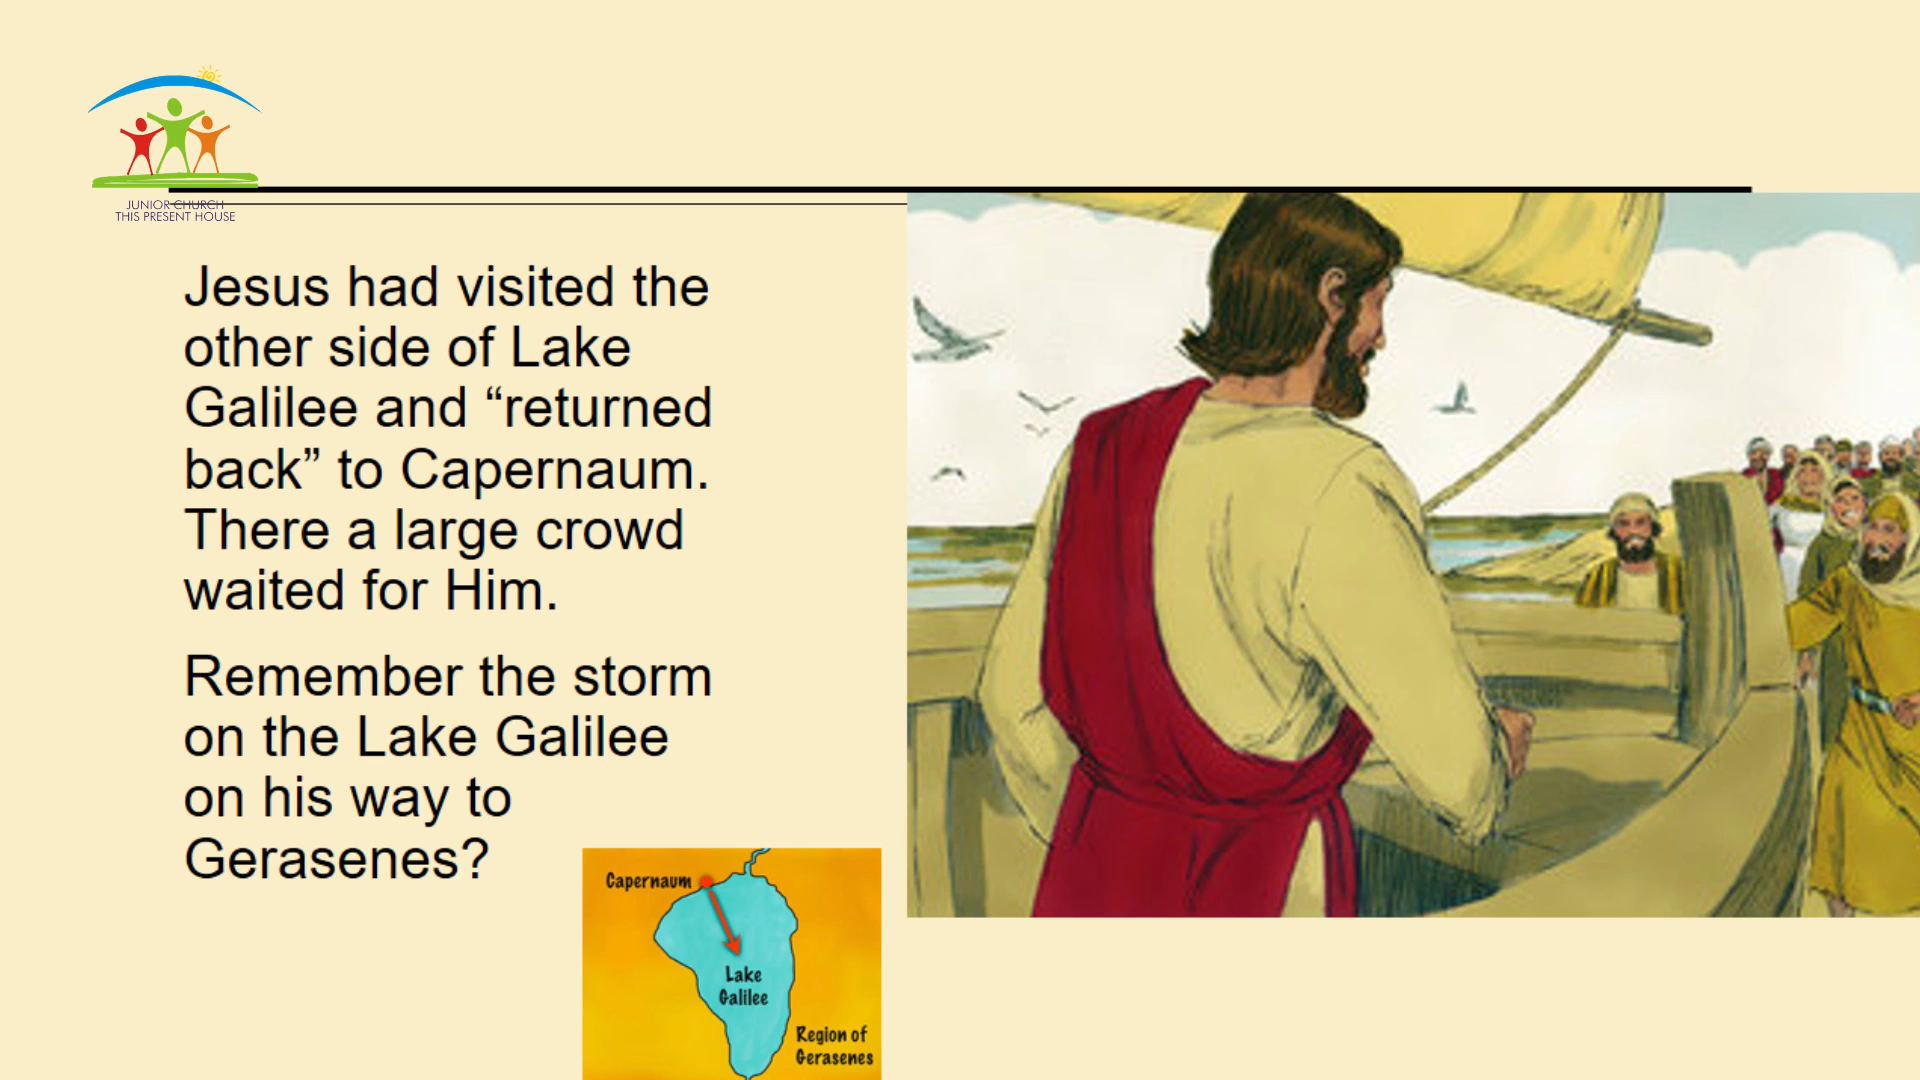 JUNIOR CHURCH
THIS PRESENT HOUSE
Jesus had visited the
other side of Lake
Galilee and “returned
back” to Capernaum.
There a large crowd
waited for Him.
Remember the storm
on the Lake Galilee
on his way to
Gerasenes?
Capernaum
Lake
Galilee
Region of
Gerasenes